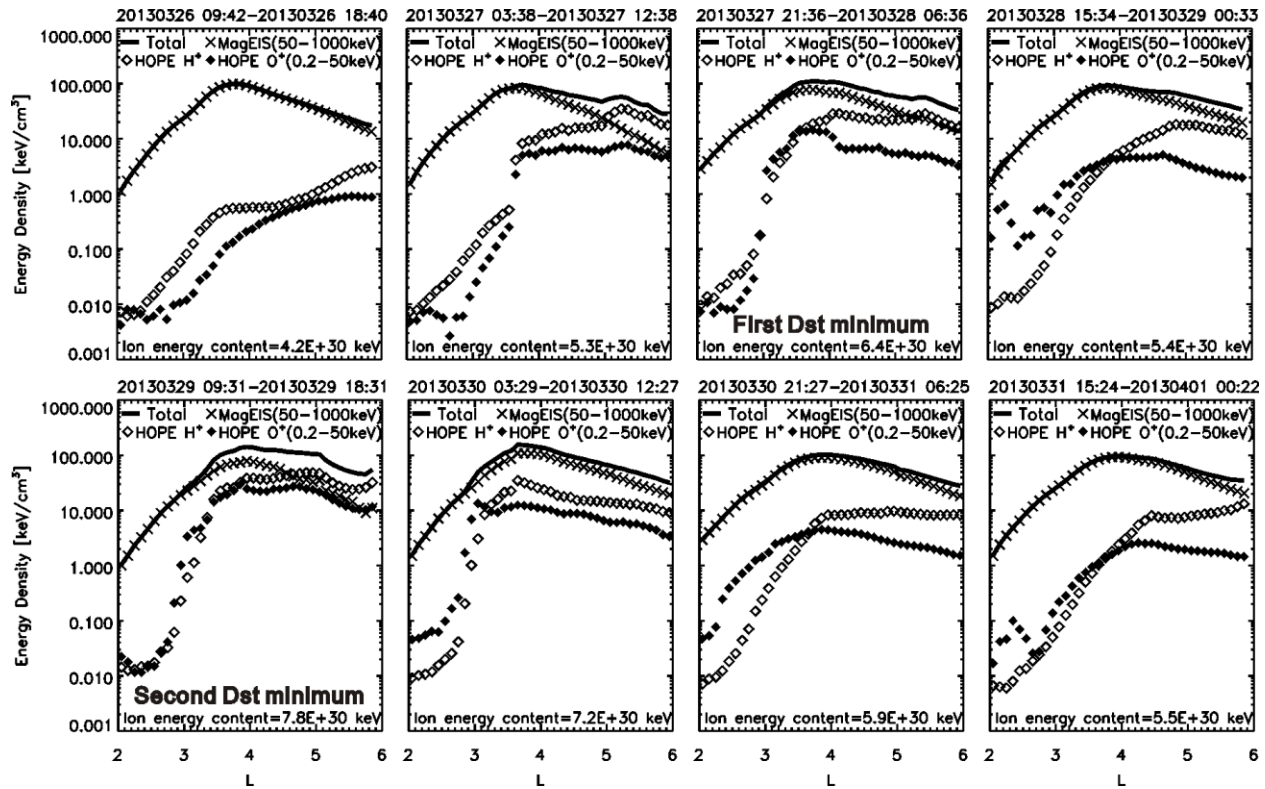 20130326 09:42-20130326 18:40 20130327 03:38-20130327 12:38 20130327 21:36-20130328 06:36 20130328 15:34-20130329 00:33
1000.000
Total MagEIS(50-1000keV) Total MagEIS(50-1000keV) Total MagEIS(50-1000keV) Total MagEIS(50-1000keV)
HOPE H+ HOPE O+(0.2-50keV) HOPE H+ HOPE O+(0.2-50keV) HOPE H+ HOPE O+(0.2-50keV) HOPE H+ HOPE O+(0.2-50keV)
100.000
10.000
1.000
0.100
0.010
0.001
Energy Density [keV/cm³]
First Dst minimum
Ion energy content=4.2E+30 keV Ion energy content=5.3E+30 keV Ion energy content=6.4E+30 keV Ion energy content=5.4E+30 keV
20130329 09:31-20130329 18:31 20130330 03:29-20130330 12:27 20130330 21:27-20130331 06:25 20130331 15:24-20130401 00:22
1000.000
Total MagEIS(50-1000keV) Total MagEIS(50-1000keV) Total MagEIS(50-1000keV) Total MagEIS(50-1000keV)
HOPE H+ HOPE O+(0.2-50keV) HOPE H+ HOPE O+(0.2-50keV) HOPE H+ HOPE O+(0.2-50keV) HOPE H+ HOPE O+(0.2-50keV)
100.000
10.000
1.000
0.100
0.010
0.001
Energy Density [keV/cm³]
Second Dst minimum
Ion energy content=7.8E+30 keV Ion energy content=7.2E+30 keV Ion energy content=5.9E+30 keV Ion energy content=5.5E+30 keV
2 3 4 5 6 2 3 4 5 6 2 3 4 5 6 2 3 4 5 6
L L L L